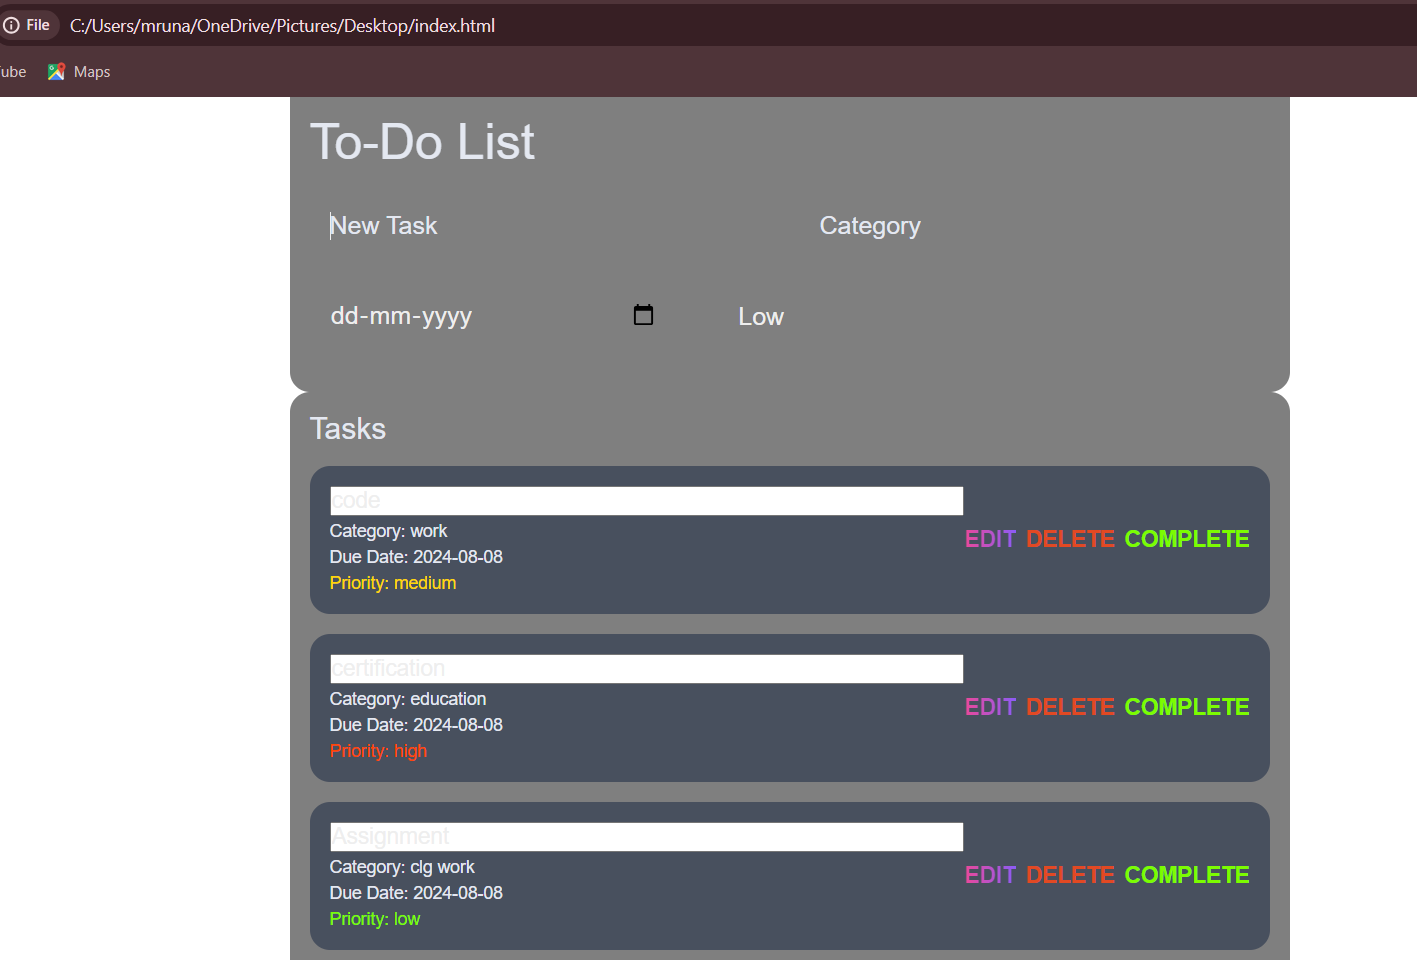 File C:/Users/mruna/OneDrive/Pictures/Desktop/index.html
ube Maps
To-Do List
New Task Category
dd-mm-yyyy Low
Tasks
code
Category: work
EDIT DELETE COMPLETE
Due Date: 2024-08-08
Priority: medium
certification
Category: education
EDIT DELETE COMPLETE
Due Date: 2024-08-08
Priority: high
Assignment
Category: clg work
EDIT DELETE COMPLETE
Due Date: 2024-08-08
Priority: low